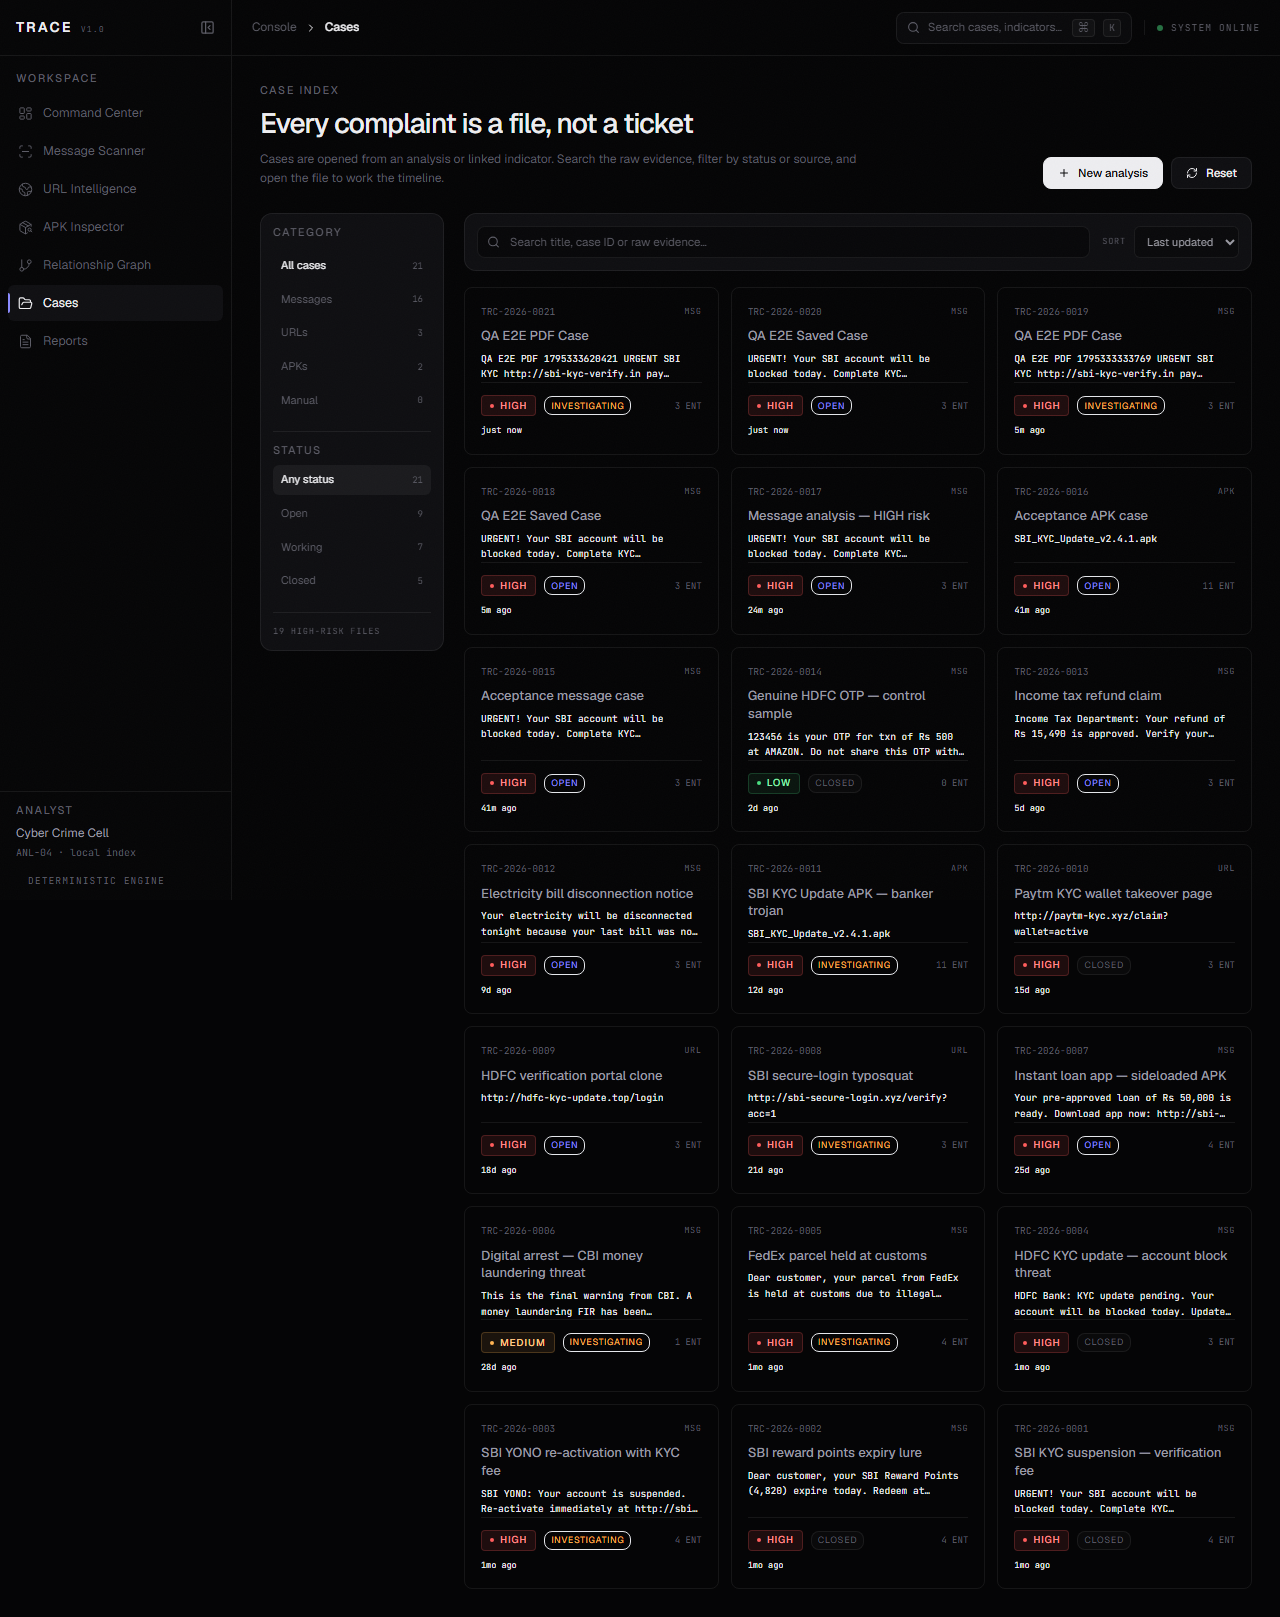 TRACE V1.0
WORKSPACE
Command Center
Message Scanner
URL Intelligence
APK Inspector
Relationship Graph
Cases
Reports
ANALYST
Cyber Crime Cell
ANL-04 · local index
DETERMINISTIC ENGINE
Console > Cases
Search cases, indicators... ⌘ K
SYSTEM ONLINE
CASE INDEX
Every complaint is a file, not a ticket
Cases are opened from an analysis or linked indicator. Search the raw evidence, filter by status or source, and
open the file to work the timeline.
+ New analysis
Reset
CATEGORY
All cases 21
Messages 16
URLs 3
APKs 2
Manual 0
STATUS
Any status 21
Open 9
Working 7
Closed 5
19 HIGH-RISK FILES
Search title, case ID or raw evidence...
SORT Last updated
TRC-2026-0021 MSG
QA E2E PDF Case
QA E2E PDF 1795333620421 URGENT SBI
KYC http://sbi-kyc-verify.in pay…
HIGH INVESTIGATING 3 ENT
just now
TRC-2026-0020 MSG
QA E2E Saved Case
URGENT! Your SBI account will be
blocked today. Complete KYC…
HIGH OPEN 3 ENT
just now
TRC-2026-0019 MSG
QA E2E PDF Case
QA E2E PDF 1795333333769 URGENT SBI
KYC http://sbi-kyc-verify.in pay…
HIGH INVESTIGATING 3 ENT
5m ago
TRC-2026-0018 MSG
QA E2E Saved Case
URGENT! Your SBI account will be
blocked today. Complete KYC…
HIGH OPEN 3 ENT
5m ago
TRC-2026-0017 MSG
Message analysis — HIGH risk
URGENT! Your SBI account will be
blocked today. Complete KYC…
HIGH OPEN 3 ENT
24m ago
TRC-2026-0016 APK
Acceptance APK case
SBI_KYC_Update_v2.4.1.apk
HIGH OPEN 11 ENT
41m ago
TRC-2026-0015 MSG
Acceptance message case
URGENT! Your SBI account will be
blocked today. Complete KYC…
HIGH OPEN 3 ENT
41m ago
TRC-2026-0014 MSG
Genuine HDFC OTP — control
sample
123456 is your OTP for txn of Rs 500
at AMAZON. Do not share this OTP with…
LOW CLOSED 0 ENT
2d ago
TRC-2026-0013 MSG
Income tax refund claim
Income Tax Department: Your refund of
Rs 15,490 is approved. Verify your…
HIGH OPEN 3 ENT
5d ago
TRC-2026-0012 MSG
Electricity bill disconnection notice
Your electricity will be disconnected
tonight because your last bill was no…
HIGH OPEN 3 ENT
9d ago
TRC-2026-0011 APK
SBI KYC Update APK — banker
trojan
SBI_KYC_Update_v2.4.1.apk
HIGH INVESTIGATING 11 ENT
12d ago
TRC-2026-0010 URL
Paytm KYC wallet takeover page
http://paytm-kyc.xyz/claim?
wallet=active
HIGH CLOSED 3 ENT
15d ago
TRC-2026-0009 URL
HDFC verification portal clone
http://hdfc-kyc-update.top/login
HIGH OPEN 3 ENT
18d ago
TRC-2026-0008 URL
SBI secure-login typosquat
http://sbi-secure-login.xyz/verify?
acc=1
HIGH INVESTIGATING 3 ENT
21d ago
TRC-2026-0007 MSG
Instant loan app — sideloaded APK
Your pre-approved loan of Rs 50,000 is
ready. Download app now: http://sbi-…
HIGH OPEN 4 ENT
25d ago
TRC-2026-0006 MSG
Digital arrest — CBI money
laundering threat
This is the final warning from CBI. A
money laundering FIR has been…
MEDIUM INVESTIGATING 1 ENT
28d ago
TRC-2026-0005 MSG
FedEx parcel held at customs
Dear customer, your parcel from FedEx
is held at customs due to illegal…
HIGH INVESTIGATING 4 ENT
1mo ago
TRC-2026-0004 MSG
HDFC KYC update — account block
threat
HDFC Bank: KYC update pending. Your
account will be blocked today. Update…
HIGH CLOSED 3 ENT
1mo ago
TRC-2026-0003 MSG
SBI YONO re-activation with KYC
fee
SBI YONO: Your account is suspended.
Re-activate immediately at http://sbi…
HIGH INVESTIGATING 4 ENT
1mo ago
TRC-2026-0002 MSG
SBI reward points expiry lure
Dear customer, your SBI Reward Points
(4,820) expire today. Redeem at…
HIGH CLOSED 4 ENT
1mo ago
TRC-2026-0001 MSG
SBI KYC suspension — verification
fee
URGENT! Your SBI account will be
blocked today. Complete KYC…
HIGH CLOSED 4 ENT
1mo ago